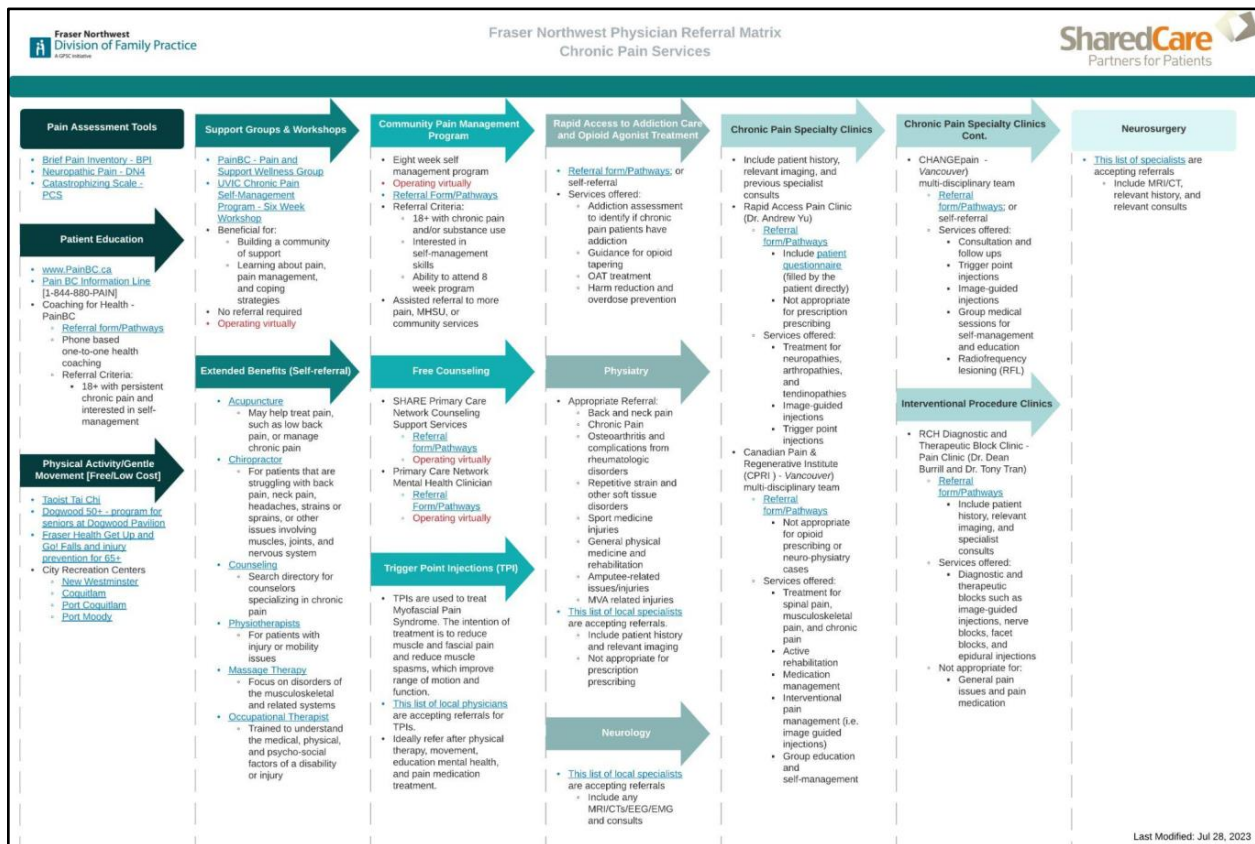 Fraser Northwest
Division of Family Practice
A GPSC initiative
Fraser Northwest Physician Referral Matrix
Chronic Pain Services
SharedCare
Partners for Patients
Pain Assessment Tools
• Brief Pain Inventory - BPI
• Neuropathic Pain - DN4
• Catastrophizing Scale -
PCS
Patient Education
• www.PainBC.ca
• Pain BC Information Line
[1-844-880-PAIN]
• Coaching for Health -
PainBC
◦ Referral form/Pathways
◦ Phone based
one-to-one health
coaching
◦ Referral Criteria:
▪ 18+ with persistent
chronic pain and
interested in self-
management
Physical Activity/Gentle
Movement [Free/Low Cost]
• Taoist Tai Chi
• Dogwood 50+ - program for
seniors at Dogwood Pavilion
• Fraser Health Get Up and
Go! Falls and injury
prevention for 65+
• City Recreation Centers
◦ New Westminster
◦ Coquitlam
◦ Port Coquitlam
◦ Port Moody
Support Groups & Workshops
• PainBC - Pain and
Support Wellness Group
• UVIC Chronic Pain
Self-Management
Program - Six Week
Workshop
• Beneficial for:
◦ Building a community
of support
◦ Learning about pain,
pain management,
and coping
strategies
• No referral required
• Operating virtually
Extended Benefits (Self-referral)
• Acupuncture
◦ May help treat pain,
such as low back
pain, or manage
chronic pain
• Chiropractor
◦ For patients that are
struggling with back
pain, neck pain,
headaches, strains or
sprains, or other
issues involving
muscles, joints, and
nervous system
• Counseling
◦ Search directory for
counselors
specializing in chronic
pain
• Physiotherapists
◦ For patients with
injury or mobility
issues
• Massage Therapy
◦ Focus on disorders of
the musculoskeletal
and related systems
• Occupational Therapist
◦ Trained to understand
the medical, physical,
and psycho-social
factors of a disability
or injury
Community Pain Management
Program
• Eight week self
management program
• Operating virtually
• Referral Form/Pathways
• Referral Criteria:
◦ 18+ with chronic pain
and/or substance use
◦ Interested in
self-management
skills
◦ Ability to attend 8
week program
• Assisted referral to more
pain, MHSU, or
community services
Free Counseling
• SHARE Primary Care
Network Counseling
Support Services
◦ Referral
form/Pathways
◦ Operating virtually
• Primary Care Network
Mental Health Clinician
◦ Referral
Form/Pathways
◦ Operating virtually
Trigger Point Injections (TPI)
• TPIs are used to treat
Myofascial Pain
Syndrome. The intention of
treatment is to reduce
muscle and fascial pain
and reduce muscle
spasms, which improve
range of motion and
function.
• This list of local physicians
are accepting referrals for
TPIs.
• Ideally refer after physical
therapy, movement,
education mental health,
and pain medication
treatment.
Rapid Access to Addiction Care
and Opioid Agonist Treatment
• Referral form/Pathways; or
self-referral
• Services offered:
◦ Addiction assessment
to identify if chronic
pain patients have
addiction
◦ Guidance for opioid
tapering
◦ OAT treatment
◦ Harm reduction and
overdose prevention
Physiatry
• Appropriate Referral:
◦ Back and neck pain
◦ Chronic Pain
◦ Osteoarthritis and
complications from
rheumatologic
disorders
◦ Repetitive strain and
other soft tissue
disorders
◦ Sport medicine
injuries
◦ General physical
medicine and
rehabilitation
◦ Amputee-related
issues/injuries
◦ MVA related injuries
• This list of local specialists
are accepting referrals.
◦ Include patient history
and relevant imaging
◦ Not appropriate for
prescription
prescribing
Neurology
• This list of local specialists
are accepting referrals
◦ Include any
MRI/CTs/EEG/EMG
and consults
Chronic Pain Specialty Clinics
• Include patient history,
relevant imaging, and
previous specialist
consults
• Rapid Access Pain Clinic
(Dr. Andrew Yu)
◦ Referral
form/Pathways
▪ Include patient
questionnaire
(filled by the
patient directly)
▪ Not appropriate
for prescription
prescribing
◦ Services offered:
▪ Treatment for
neuropathies,
arthropathies,
and
tendinopathies
▪ Image-guided
injections
▪ Trigger point
injections
• Canadian Pain &
Regenerative Institute
(CPRI ) - Vancouver)
multi-disciplinary team
◦ Referral
form/Pathways
▪ Not appropriate
for opioid
prescribing or
neuro-physiatry
cases
◦ Services offered:
▪ Treatment for
spinal pain,
musculoskeletal
pain, and chronic
pain
▪ Active
rehabilitation
▪ Medication
management
▪ Interventional
pain
management (i.e.
image guided
injections)
▪ Group education
and
self-management
Chronic Pain Specialty Clinics
Cont.
• CHANGEpain -
Vancouver)
multi-disciplinary team
◦ Referral
form/Pathways; or
self-referral
◦ Services offered:
▪ Consultation and
follow ups
▪ Trigger point
injections
▪ Image-guided
injections
▪ Group medical
sessions for
self-management
and education
▪ Radiofrequency
lesioning (RFL)
Interventional Procedure Clinics
• RCH Diagnostic and
Therapeutic Block Clinic -
Pain Clinic (Dr. Dean
Burrill and Dr. Tony Tran)
◦ Referral
form/Pathways
▪ Include patient
history, relevant
imaging, and
specialist
consults
◦ Services offered:
▪ Diagnostic and
therapeutic
blocks such as
image-guided
injections, nerve
blocks, facet
blocks, and
epidural injections
◦ Not appropriate for:
▪ General pain
issues and pain
medication
Neurosurgery
• This list of specialists are
accepting referrals
◦ Include MRI/CT,
relevant history, and
relevant consults
Last Modified: Jul 28, 2023